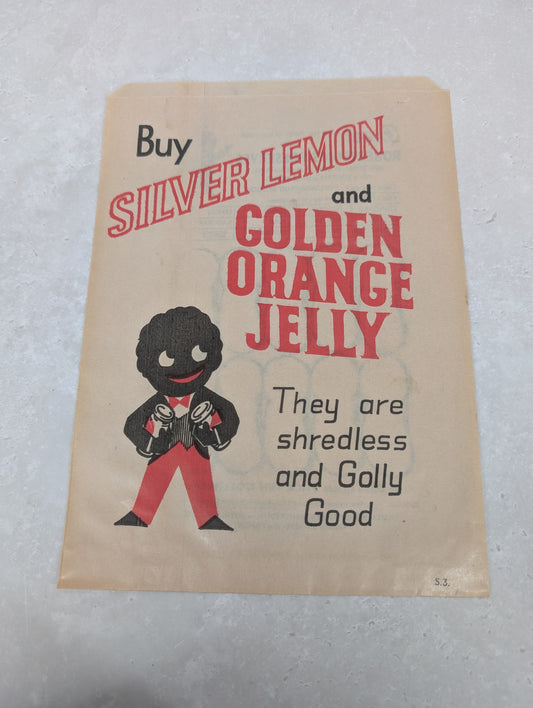 Buy
SILVER LEMON
and
GOLDEN
ORANGE
JELLY
They are
shredless
and Golly
Good
S.3.